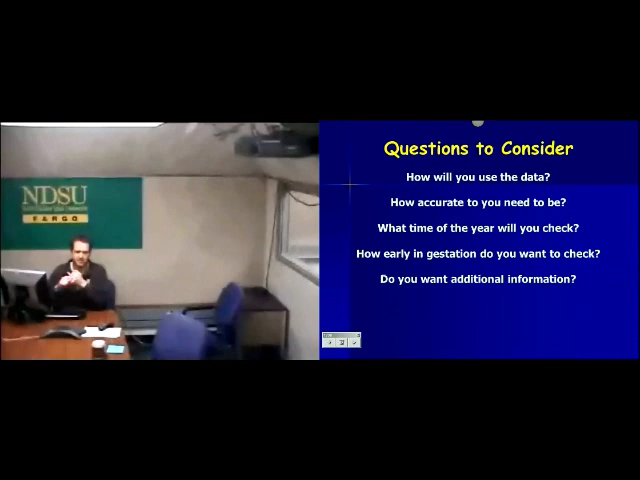 NDSU
FARGO
Questions to Consider
How will you use the data?
How accurate to you need to be?
What time of the year will you check?
How early in gestation do you want to check?
Do you want additional information?